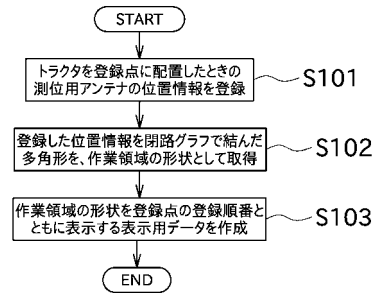 START
トラクタを登録点に配置したときの
測位用アンテナの位置情報を登録
S101
登録した位置情報を閉路グラフで結んだ
多角形を、作業領域の形状として取得
S102
作業領域の形状を登録点の登録順番と
ともに表示する表示用データを作成
S103
END